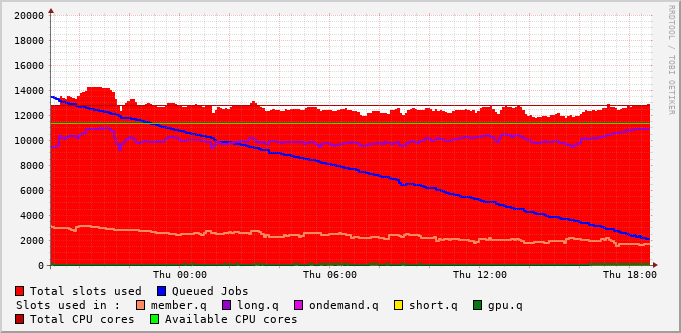 20000
18000
16000
14000
12000
10000
8000
6000
4000
2000
0
Thu 00:00 Thu 06:00 Thu 12:00 Thu 18:00
RRDTOOL / TOBI OETIKER
Total slots used Queued Jobs
Slots used in : member.q long.q ondemand.q short.q gpu.q
Total CPU cores Available CPU cores